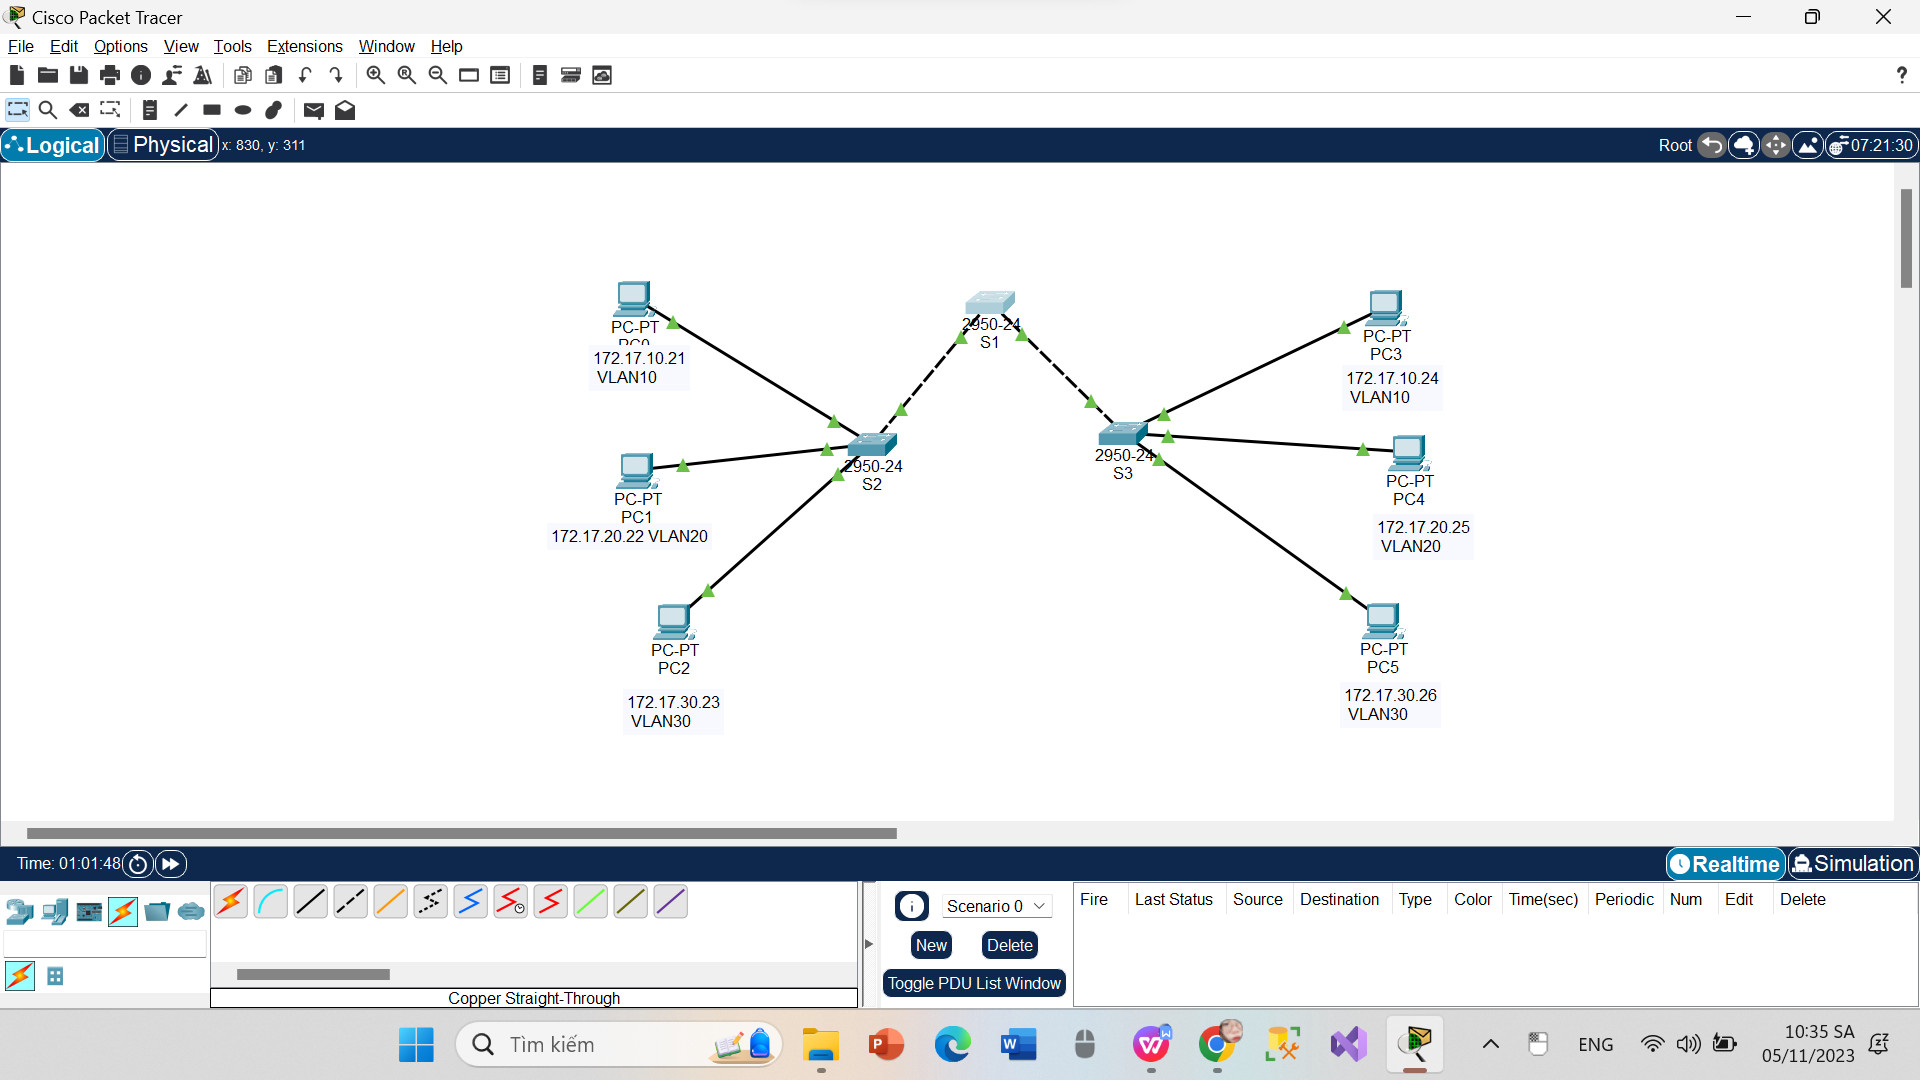 Cisco Packet Tracer
File Edit Options View Tools Extensions Window Help
?
Logical Physical x: 830, y: 311 Root 07:21:30
PC-PT
PC0
172.17.10.21
VLAN10
2950-24
S1
PC-PT
PC3
172.17.10.24
VLAN10
PC-PT
PC1
172.17.20.22 VLAN20
2950-24
S2
2950-24
S3
PC-PT
PC4
172.17.20.25
VLAN20
PC-PT
PC2
172.17.30.23
VLAN30
PC-PT
PC5
172.17.30.26
VLAN30
Time: 01:01:48 Realtime Simulation
Scenario 0
New Delete
Toggle PDU List Window
Fire Last Status Source Destination Type Color Time(sec) Periodic Num Edit Delete
Copper Straight-Through
Tìm kiếm
ENG
10:35 SA
05/11/2023